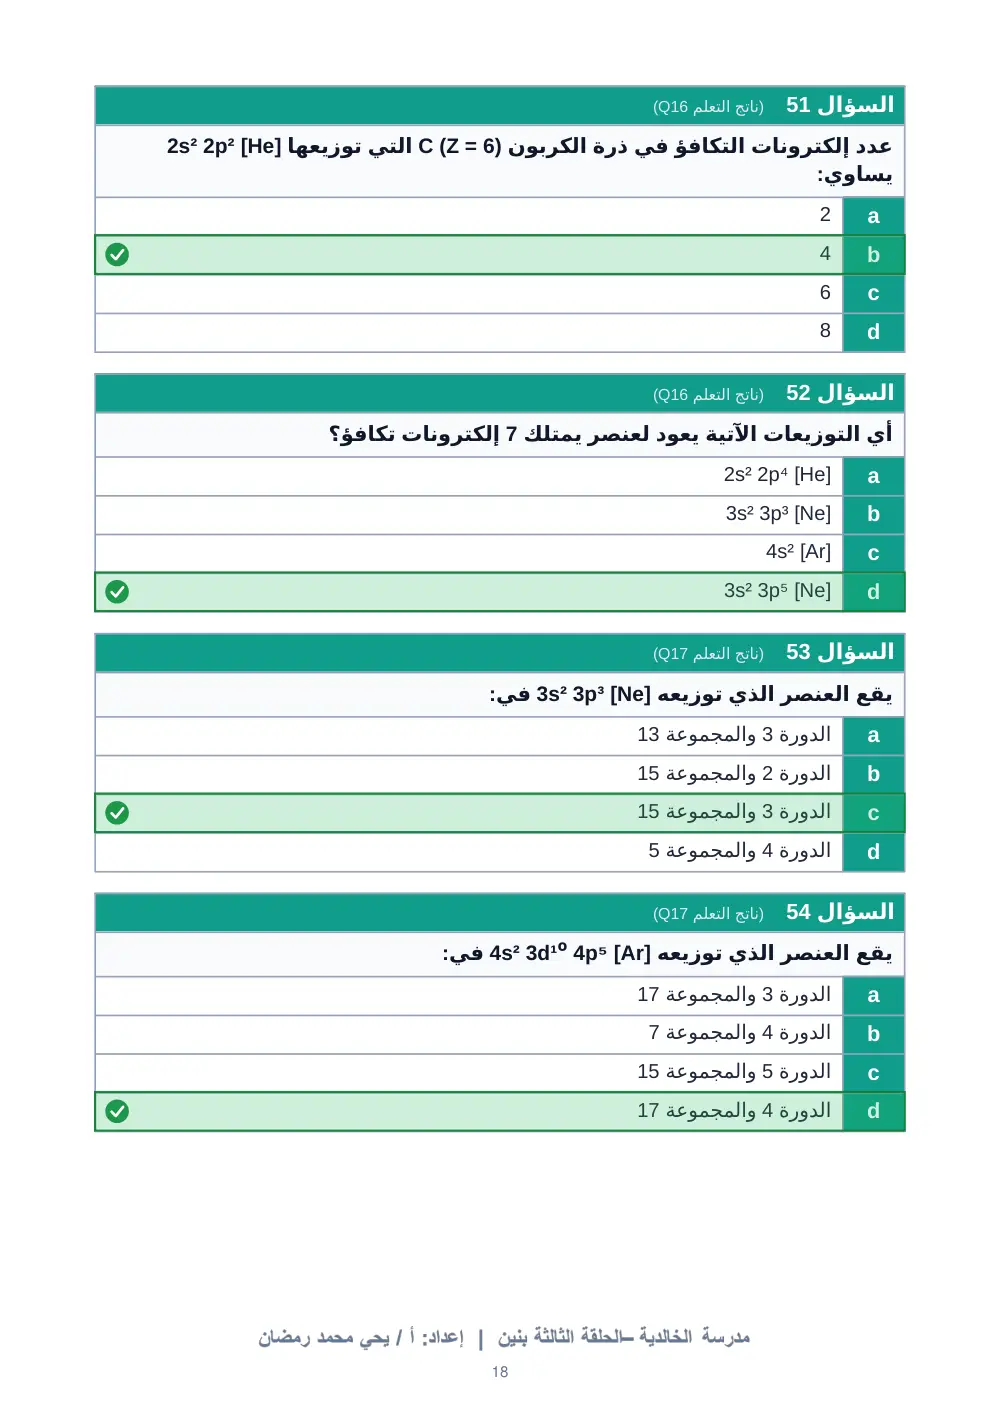 السؤال 51 (ناتج التعلم Q16)
عدد إلكترونات التكافؤ في ذرة الكربون C (Z = 6) التي توزيعها [He] 2s² 2p²
يساوي:
a 2
b 4
c 6
d 8
السؤال 52 (ناتج التعلم Q16)
أي التوزيعات الآتية يعود لعنصر يمتلك 7 إلكترونات تكافؤ؟
a [He] 2s² 2p⁴
b [Ne] 3s² 3p³
c [Ar] 4s²
d [Ne] 3s² 3p⁵
السؤال 53 (ناتج التعلم Q17)
يقع العنصر الذي توزيعه [Ne] 3s² 3p³ في:
a الدورة 3 والمجموعة 13
b الدورة 2 والمجموعة 15
c الدورة 3 والمجموعة 15
d الدورة 4 والمجموعة 5
السؤال 54 (ناتج التعلم Q17)
يقع العنصر الذي توزيعه [Ar] 4s² 3d¹⁰ 4p⁵ في:
a الدورة 3 والمجموعة 17
b الدورة 4 والمجموعة 7
c الدورة 5 والمجموعة 15
d الدورة 4 والمجموعة 17
مدرسة الخالدية –الحلقة الثالثة بنين | إعداد: أ / يحي محمد رمضان
18